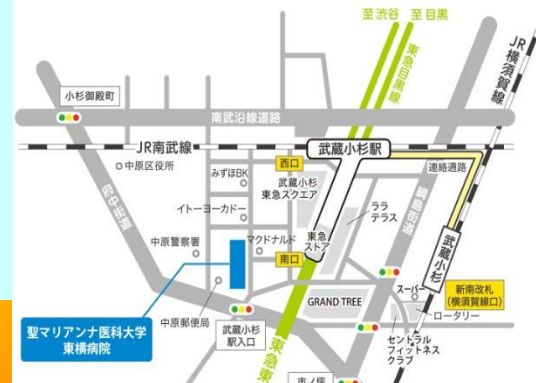 至渋谷
至目黒
東急目黒線
JR横須賀線
小杉御殿町
南武沿線道路
JR南武線
武蔵小杉駅
中原区役所
みずほBK
西口
連絡通路
武蔵小杉
東急スクエア
府中街道
綱島街道
イトーヨーカドー
ララ
テラス
武蔵小杉
東急
ストア
中原警察署
マクドナルド
南口
スーパー
新南改札
(横須賀線口)
GRAND TREE
ロータリー
中原郵便局
聖マリアンナ医科大学
東横病院
武蔵小杉
駅入口
セントラル
フィットネス
クラブ
東急東
市ノ坪